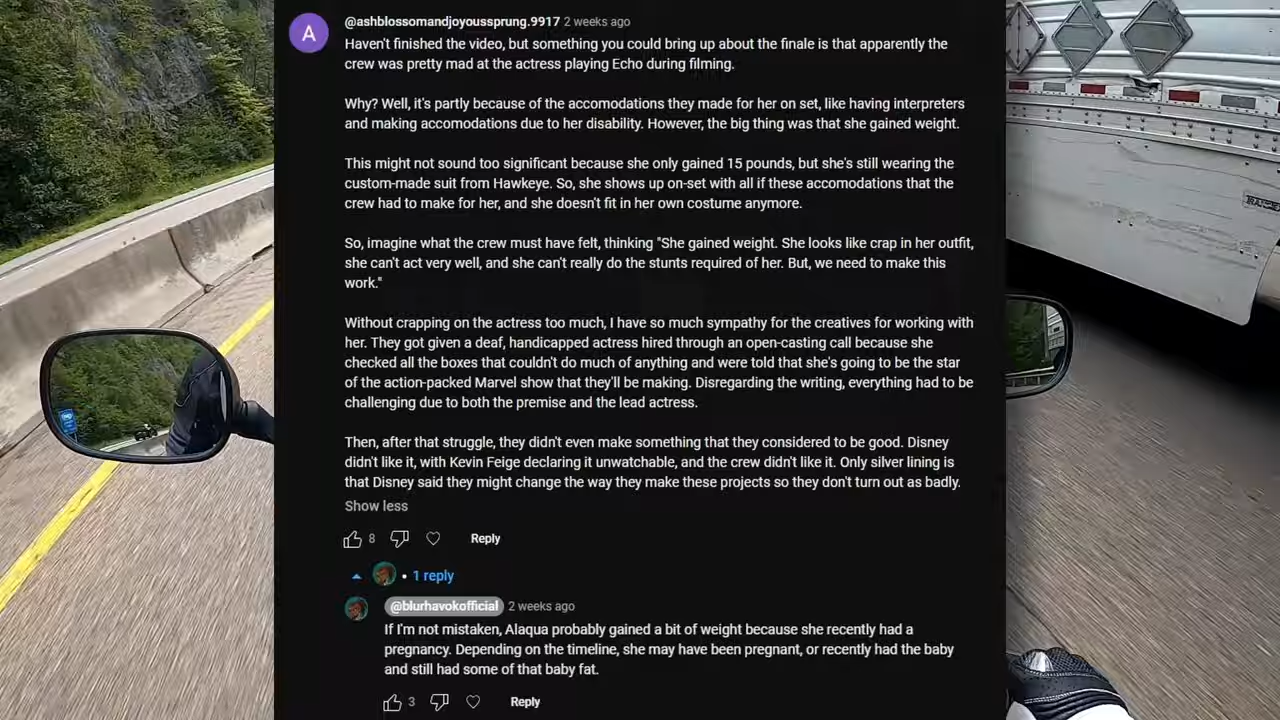 A
@ashblossomandjoyoussprung.9917 2 weeks ago
Haven't finished the video, but something you could bring up about the finale is that apparently the
crew was pretty mad at the actress playing Echo during filming.
Why? Well, it's partly because of the accomodations they made for her on set, like having interpreters
and making accomodations due to her disability. However, the big thing was that she gained weight.
This might not sound too significant because she only gained 15 pounds, but she's still wearing the
custom-made suit from Hawkeye. So, she shows up on-set with all if these accomodations that the
crew had to make for her, and she doesn't fit in her own costume anymore.
So, imagine what the crew must have felt, thinking "She gained weight. She looks like crap in her outfit,
she can't act very well, and she can't really do the stunts required of her. But, we need to make this
work."
Without crapping on the actress too much, I have so much sympathy for the creatives for working with
her. They got given a deaf, handicapped actress hired through an open-casting call because she
checked all the boxes that couldn't do much of anything and were told that she's going to be the star
of the action-packed Marvel show that they'll be making. Disregarding the writing, everything had to be
challenging due to both the premise and the lead actress.
Then, after that struggle, they didn't even make something that they considered to be good. Disney
didn't like it, with Kevin Feige declaring it unwatchable, and the crew didn't like it. Only silver lining is
that Disney said they might change the way they make these projects so they don't turn out as badly.
Show less
8 Reply
1 reply
@blurhavokofficial 2 weeks ago
If I'm not mistaken, Alaqua probably gained a bit of weight because she recently had a
pregnancy. Depending on the timeline, she may have been pregnant, or recently had the baby
and still had some of that baby fat.
3 Reply